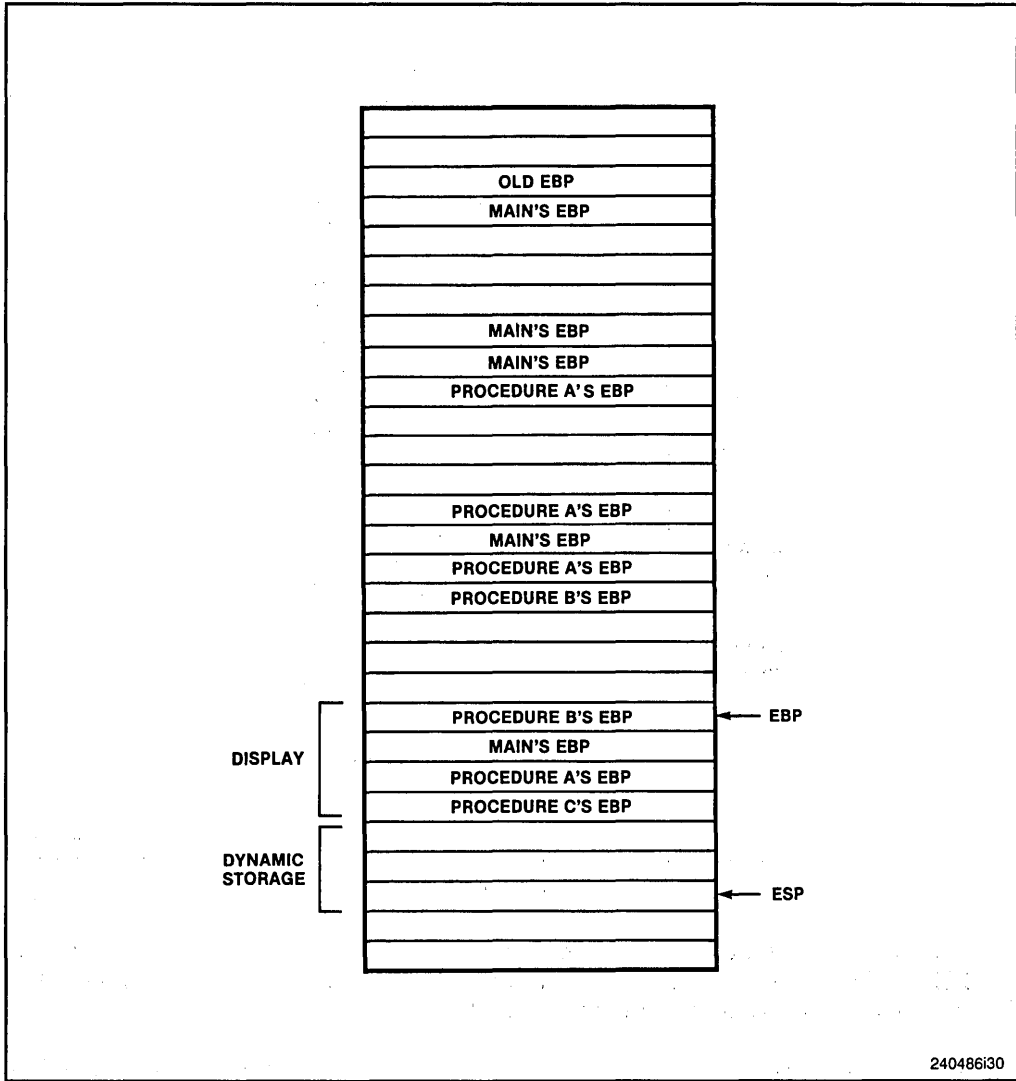 OLD EBP
MAIN'S EBP
MAIN'S EBP
MAIN'S EBP
PROCEDURE A'S EBP
PROCEDURE A'S EBP
MAIN'S EBP
PROCEDURE A'S EBP
PROCEDURE B'S EBP
PROCEDURE B'S EBP
EBP
MAIN'S EBP
DISPLAY
PROCEDURE A'S EBP
PROCEDURE C'S EBP
DYNAMIC
STORAGE
ESP
240486i30